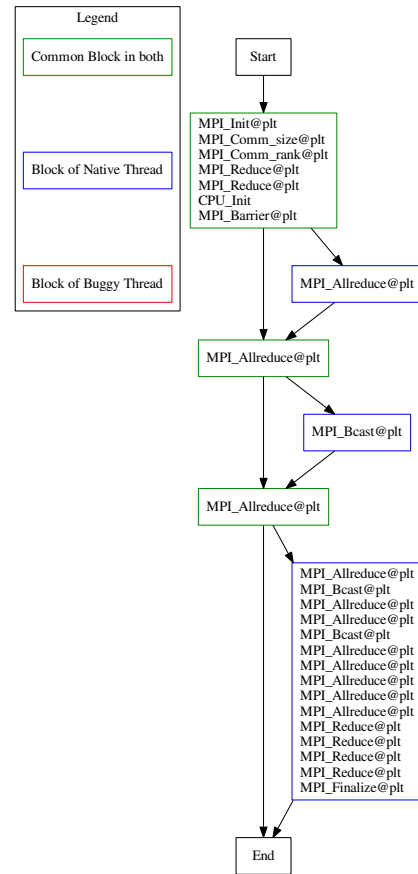 Legend
Common Block in both
Block of Native Thread
Block of Buggy Thread
Start
MPI_Init@plt
MPI_Comm_size@plt
MPI_Comm_rank@plt
MPI_Reduce@plt
MPI_Reduce@plt
CPU_Init
MPI_Barrier@plt
MPI_Allreduce@plt
MPI_Allreduce@plt
MPI_Bcast@plt
MPI_Allreduce@plt
MPI_Allreduce@plt
MPI_Bcast@plt
MPI_Allreduce@plt
MPI_Allreduce@plt
MPI_Bcast@plt
MPI_Allreduce@plt
MPI_Allreduce@plt
MPI_Allreduce@plt
MPI_Allreduce@plt
MPI_Allreduce@plt
MPI_Reduce@plt
MPI_Reduce@plt
MPI_Reduce@plt
MPI_Reduce@plt
MPI_Finalize@plt
End